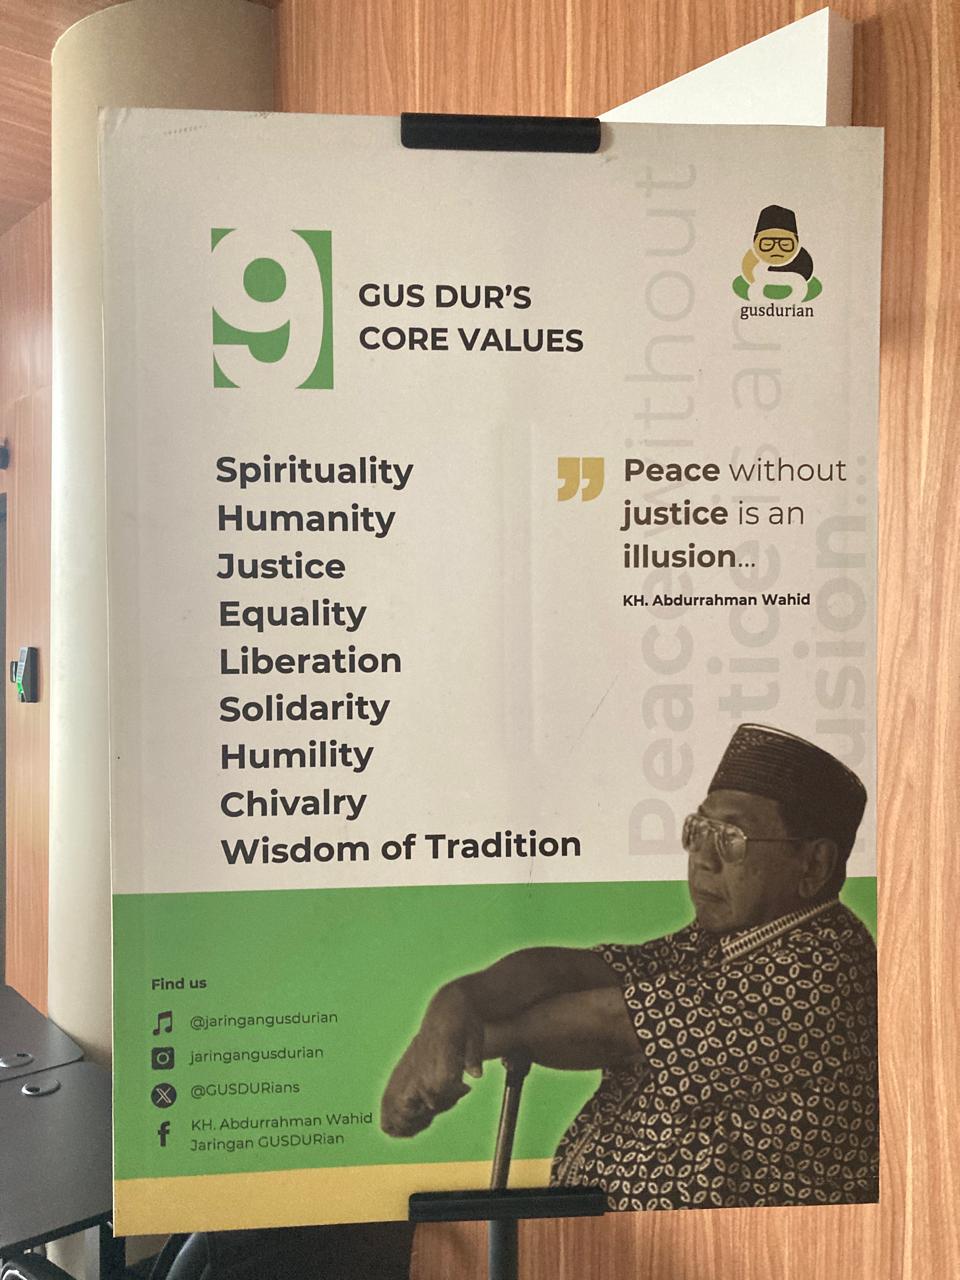 9
GUS DUR'S
CORE VALUES
gusdurian
Spirituality
Humanity
Justice
Equality
Liberation
Solidarity
Humility
Chivalry
Wisdom of Tradition
Peace without
justice is an
illusion...
KH. Abdurrahman Wahid
Peace without
justice is an
illusion...
Find us
@jaringangusdurian
jaringangusdurian
@GUSDURians
KH. Abdurrahman Wahid
Jaringan GUSDURian